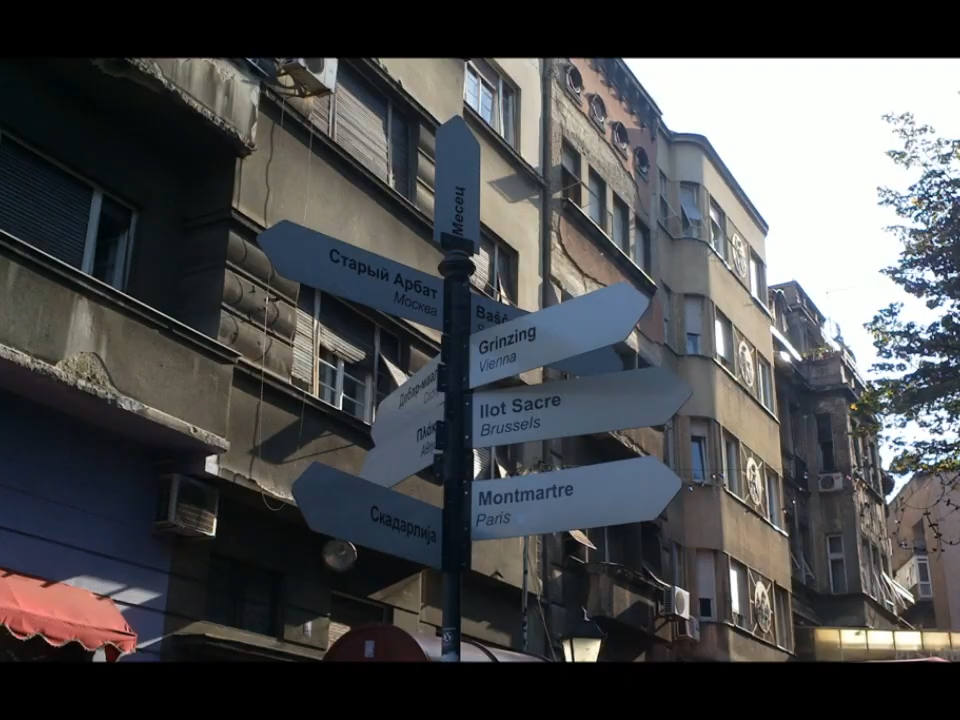 Месец
Старый Арбат
Москва
Grinzing
Vienna
Ilot Sacre
Brussels
Montmartre
Paris
Скадарлија